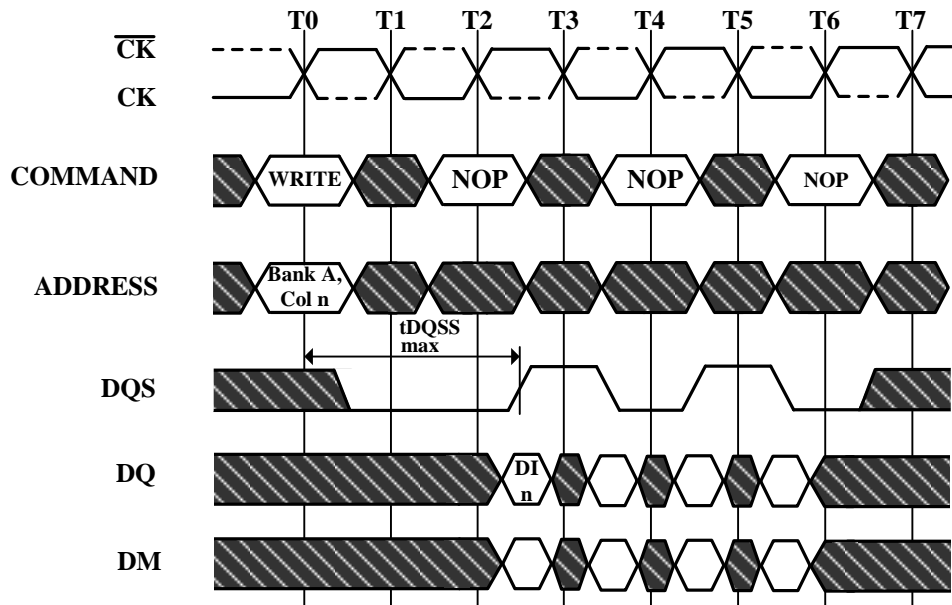 T0 T1 T2 T3 T4 T5 T6 T7
CK
CK
COMMAND WRITE NOP NOP NOP
ADDRESS Bank A,
Col n
tDQSS
max
DQS
DQ DI
n
DM